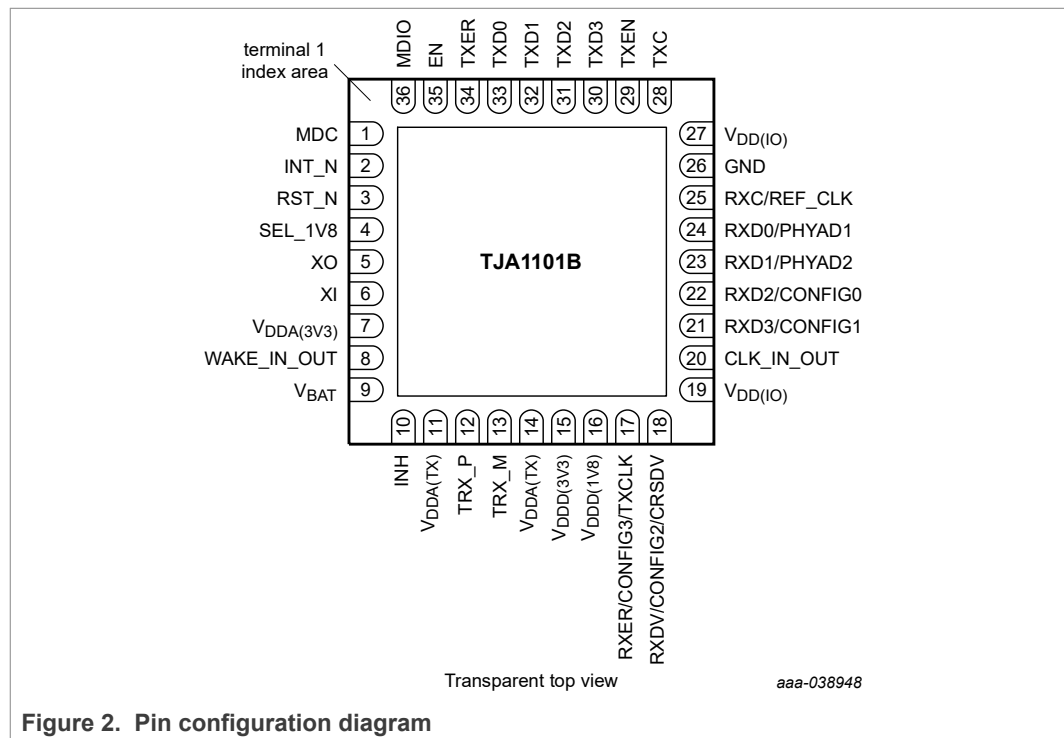 terminal 1
index area
MDIO
EN
TXER
TXD0
TXD1
TXD2
TXD3
TXEN
TXC
36
35
34
33
32
31
30
29
28
MDC 1
INT_N 2
RST_N 3
SEL_1V8 4
XO 5
XI 6
VDDA(3V3) 7
WAKE_IN_OUT 8
VBAT 9
TJA1101B
27 VDD(IO)
26 GND
25 RXC/REF_CLK
24 RXD0/PHYAD1
23 RXD1/PHYAD2
22 RXD2/CONFIG0
21 RXD3/CONFIG1
20 CLK_IN_OUT
19 VDD(IO)
10
11
12
13
14
15
16
17
18
INH
VDDA(TX)
TRX_P
TRX_M
VDDA(TX)
VDDD(3V3)
VDDD(1V8)
RXER/CONFIG3/TXCLK
RXDV/CONFIG2/CRSDV
Transparent top view
aaa-038948
Figure 2. Pin configuration diagram